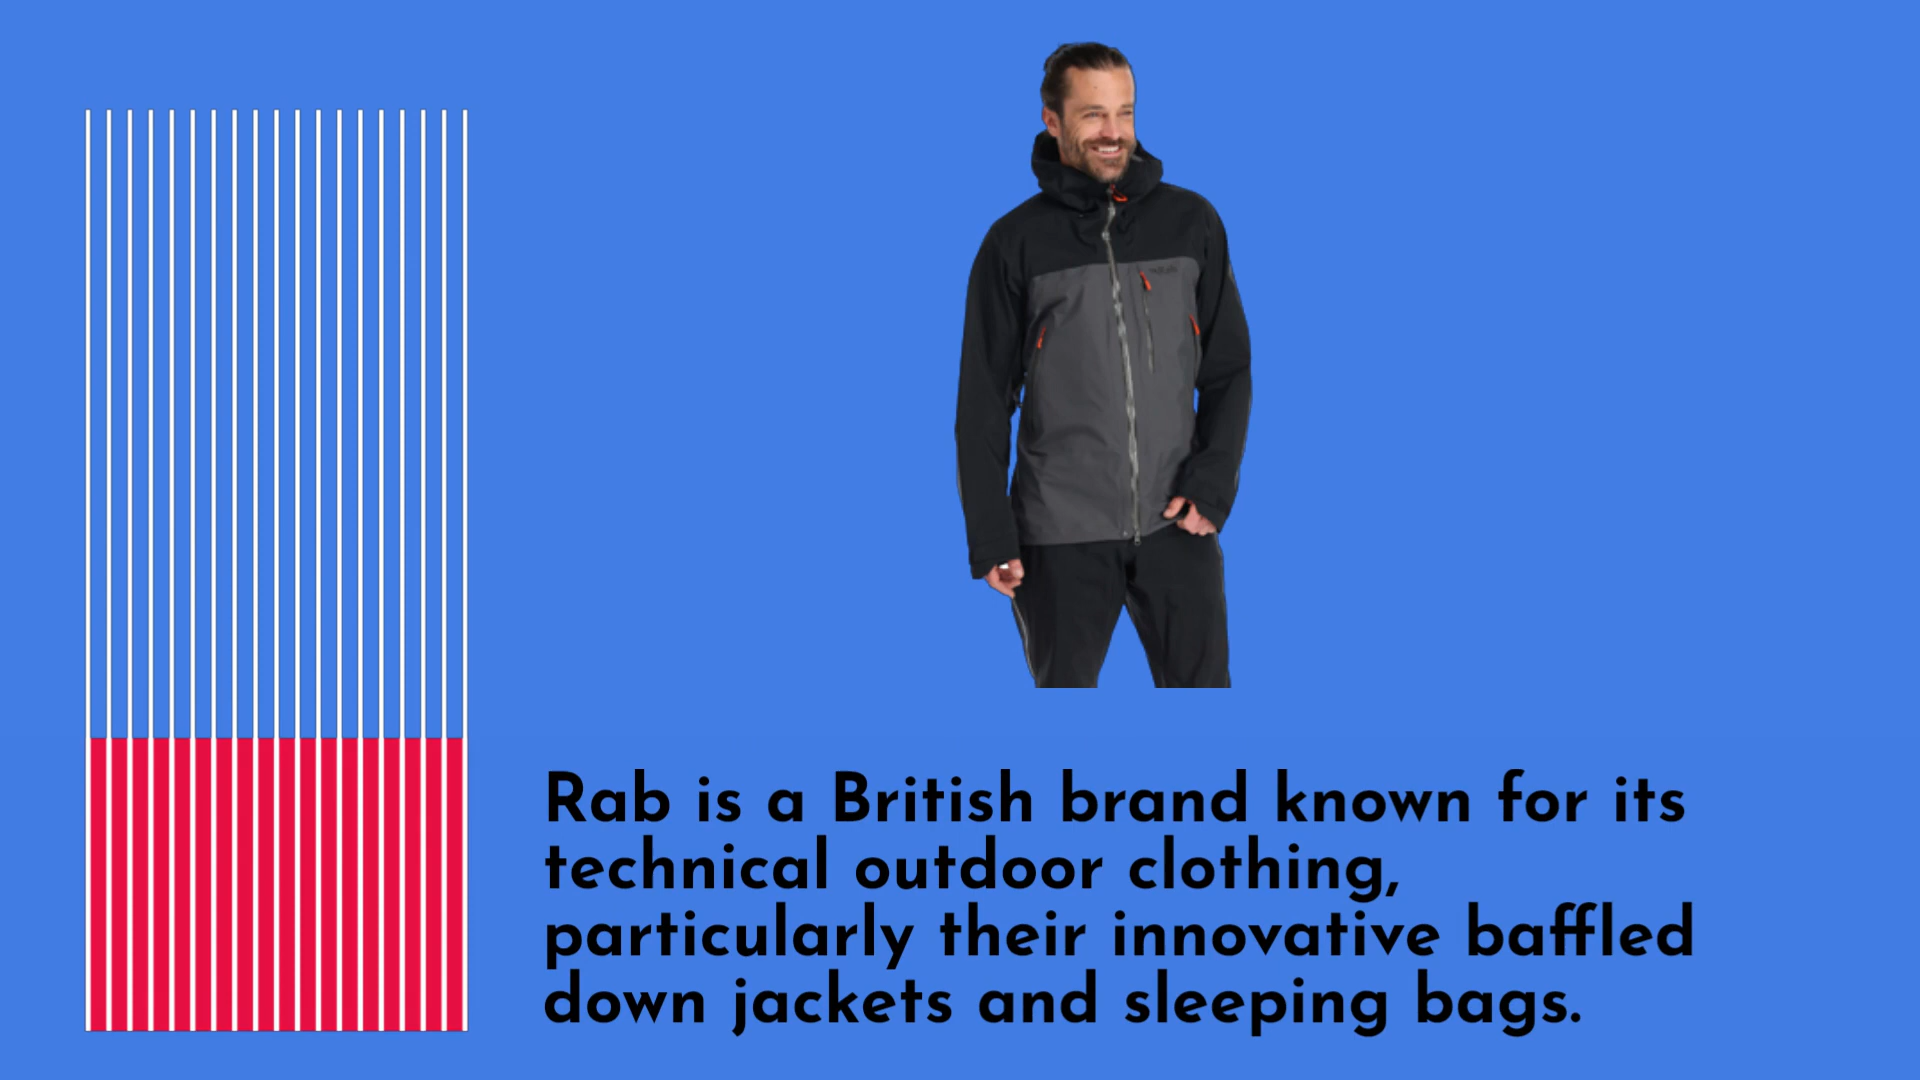 Rab
Rab is a British brand known for its
technical outdoor clothing,
particularly their innovative baffled
down jackets and sleeping bags.